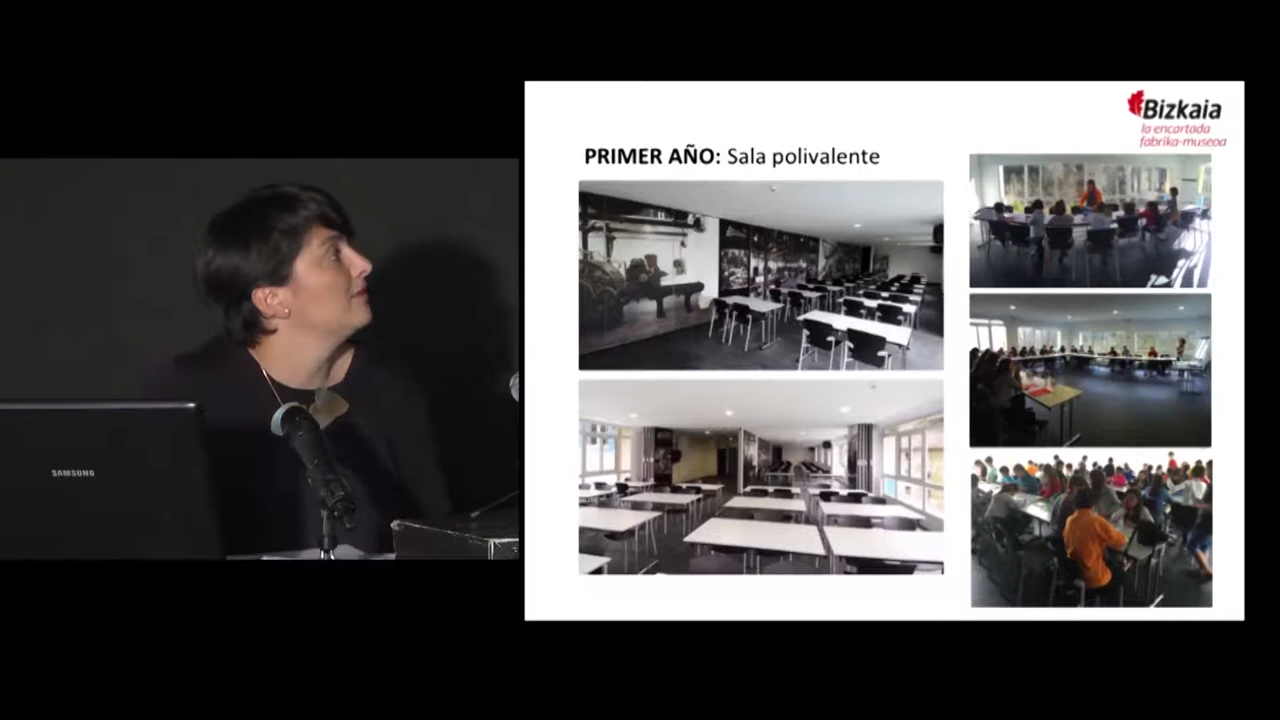 SAMSUNG
Bizkaia
la encartada
fabrika-museoa
PRIMER AÑO: Sala polivalente